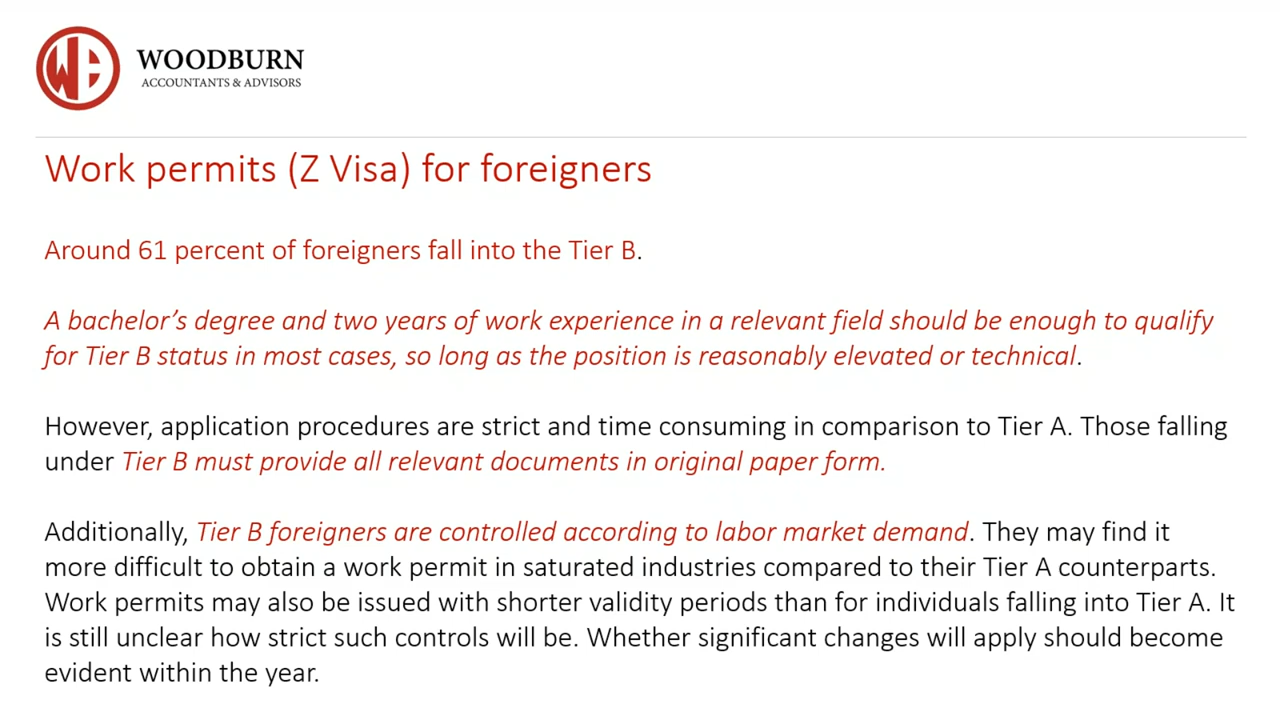 WOODBURN
ACCOUNTANTS & ADVISORS
Work permits (Z Visa) for foreigners
Around 61 percent of foreigners fall into the Tier B.
A bachelor’s degree and two years of work experience in a relevant field should be enough to qualify
for Tier B status in most cases, so long as the position is reasonably elevated or technical.
However, application procedures are strict and time consuming in comparison to Tier A. Those falling
under Tier B must provide all relevant documents in original paper form.
Additionally, Tier B foreigners are controlled according to labor market demand. They may find it
more difficult to obtain a work permit in saturated industries compared to their Tier A counterparts.
Work permits may also be issued with shorter validity periods than for individuals falling into Tier A. It
is still unclear how strict such controls will be. Whether significant changes will apply should become
evident within the year.